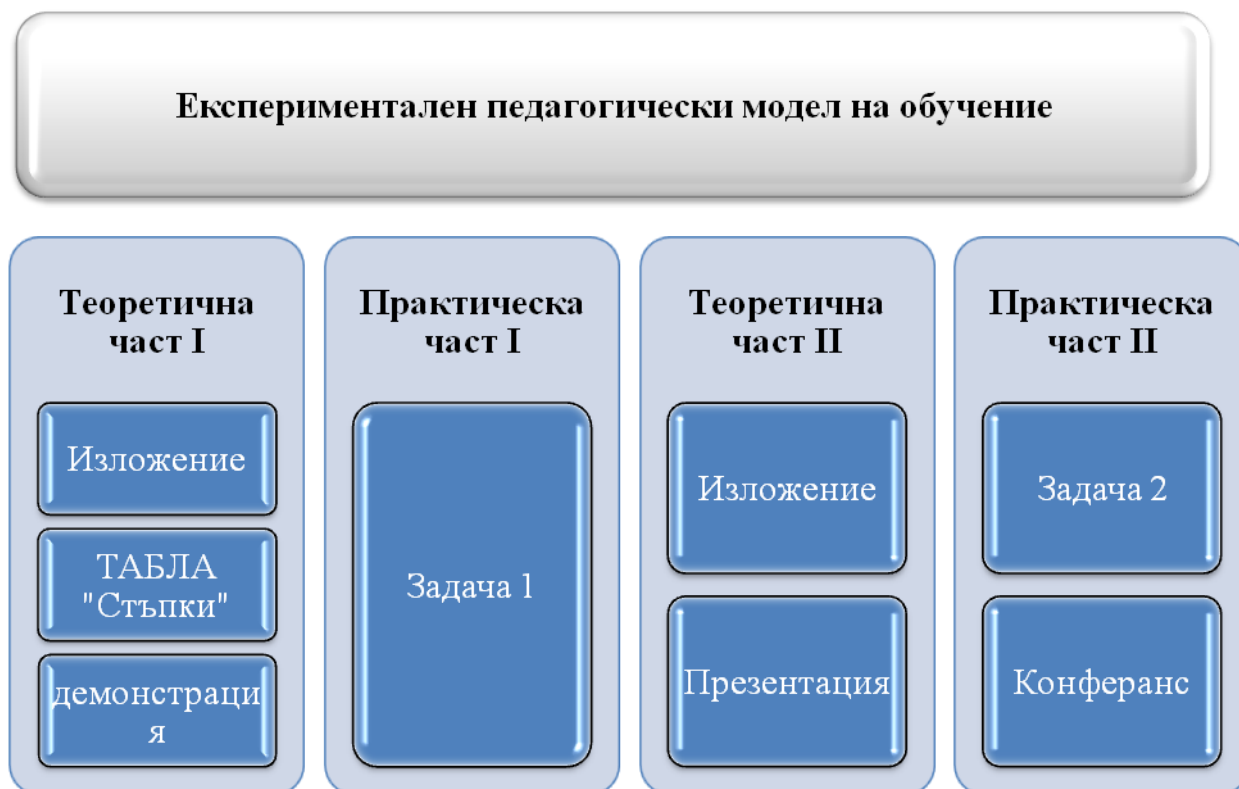 Експериментален педагогически модел на обучение
Теоретична
част I
Изложение
ТАБЛА
"Стъпки"
демонстраци
я
Практическа
част I
Задача 1
Теоретична
част II
Изложение
Презентация
Практическа
част II
Задача 2
Конферанс